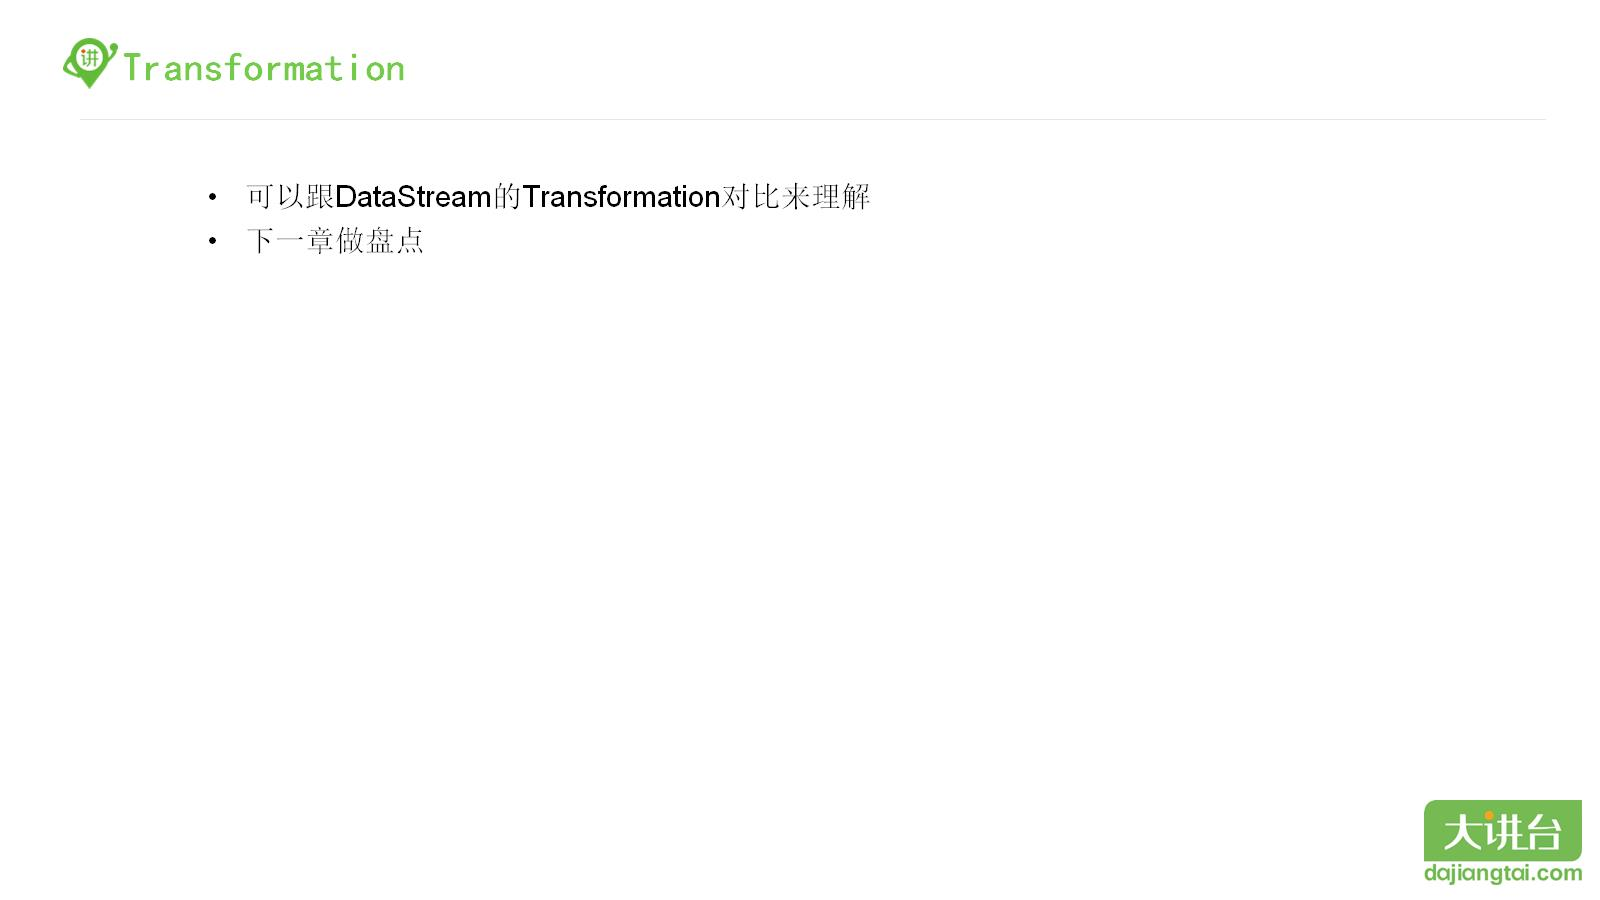 讲
Transformation
• 可以跟DataStream的Transformation对比来理解
• 下一章做盘点
大讲台
dajiangtai.com